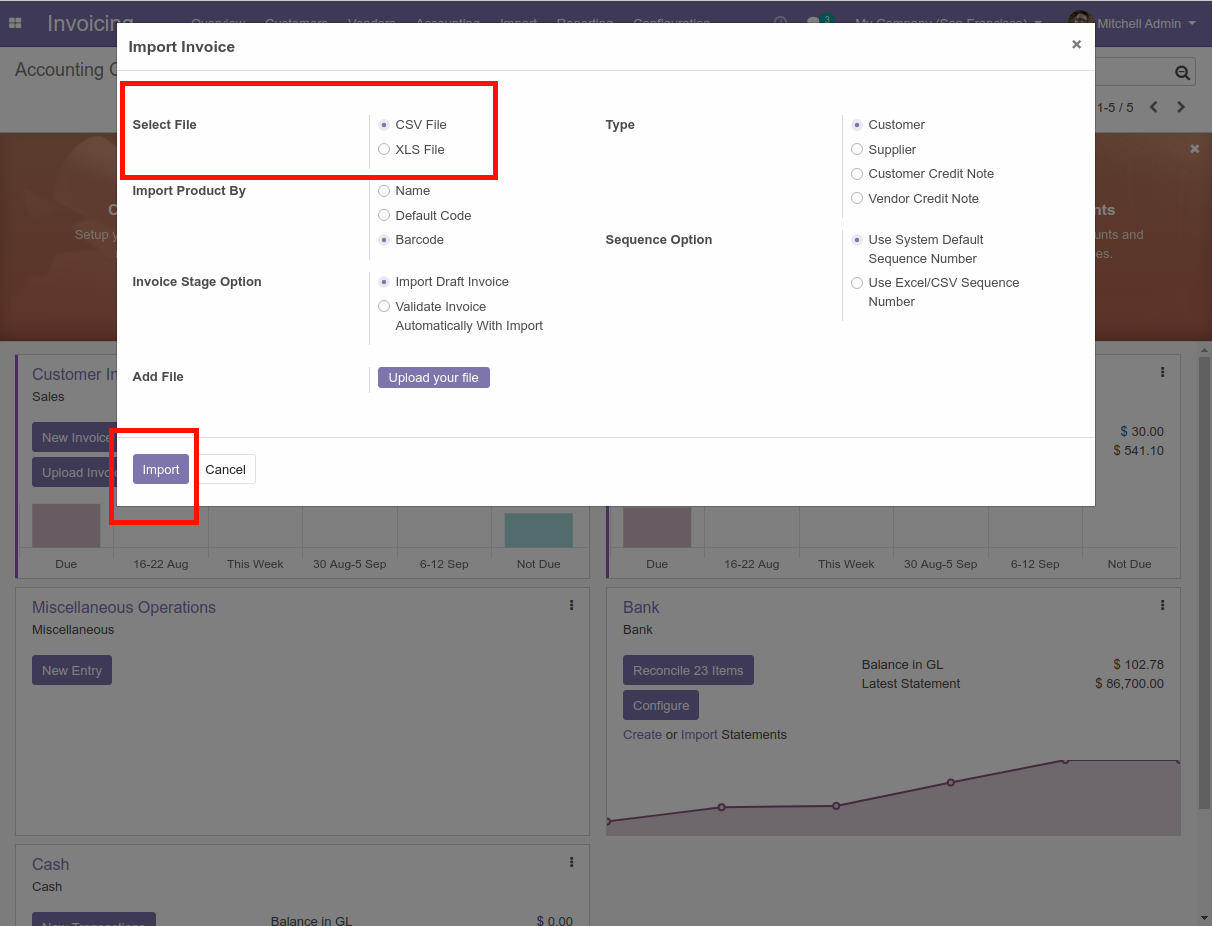 Invoicing
Overview Customers Vendors Accounting Import Reporting Configuration
3
My Company (San Francisco)
Mitchell Admin
Import Invoice
Accounting
1-5 / 5
Select File
CSV File
XLS File
Import Product By
Name
Default Code
Barcode
Invoice Stage Option
Import Draft Invoice
Validate Invoice
Automatically With Import
Add File
Upload your file
Type
Customer
Supplier
Customer Credit Note
Vendor Credit Note
Sequence Option
Use System Default
Sequence Number
Use Excel/CSV Sequence
Number
Import Cancel
Setup
nts
unts and
es.
Customer In
Sales
New Invoice
Upload Invo
Due 16-22 Aug This Week 30 Aug-5 Sep 6-12 Sep Not Due
$ 30.00
$ 541.10
Due 16-22 Aug This Week 30 Aug-5 Sep 6-12 Sep Not Due
Miscellaneous Operations
Miscellaneous
New Entry
Bank
Bank
Reconcile 23 Items
Configure
Create or Import Statements
Balance in GL $ 102.78
Latest Statement $ 86,700.00
Cash
Cash
New Transactions
Balance in GL $ 0.00